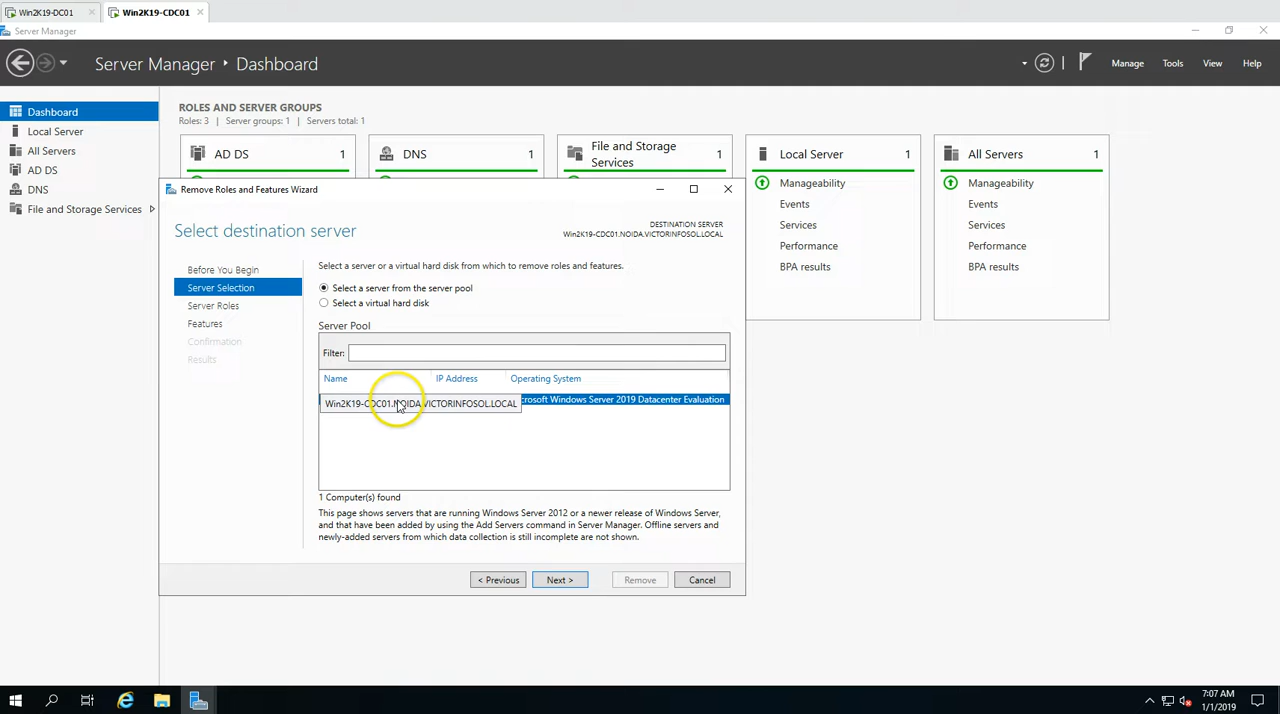 Win2K19-DC01
Win2K19-CDC01
Server Manager
Server Manager
Dashboard
Manage
Tools
View
Help
Dashboard
Local Server
All Servers
AD DS
DNS
File and Storage Services
ROLES AND SERVER GROUPS
Roles: 3 | Server groups: 1 | Servers total: 1
AD DS 1
DNS 1
File and Storage
Services
1
Local Server 1
Manageability
Events
Services
Performance
BPA results
All Servers 1
Manageability
Events
Services
Performance
BPA results
Remove Roles and Features Wizard
Select destination server
DESTINATION SERVER
Win2K19-CDC01.NOIDA.VICTORINFOSOL.LOCAL
Before You Begin
Server Selection
Server Roles
Features
Confirmation
Results
Select a server or a virtual hard disk from which to remove roles and features.
Select a server from the server pool
Select a virtual hard disk
Server Pool
Filter:
Name IP Address Operating System
Win2K19-CDC01.NOIDA.VICTORINFOSOL.LOCAL
crosoft Windows Server 2019 Datacenter Evaluation
1 Computer(s) found
This page shows servers that are running Windows Server 2012 or a newer release of Windows Server,
and that have been added by using the Add Servers command in Server Manager. Offline servers and
newly-added servers from which data collection is still incomplete are not shown.
< Previous
Next >
Remove
Cancel
7:07 AM
1/1/2019